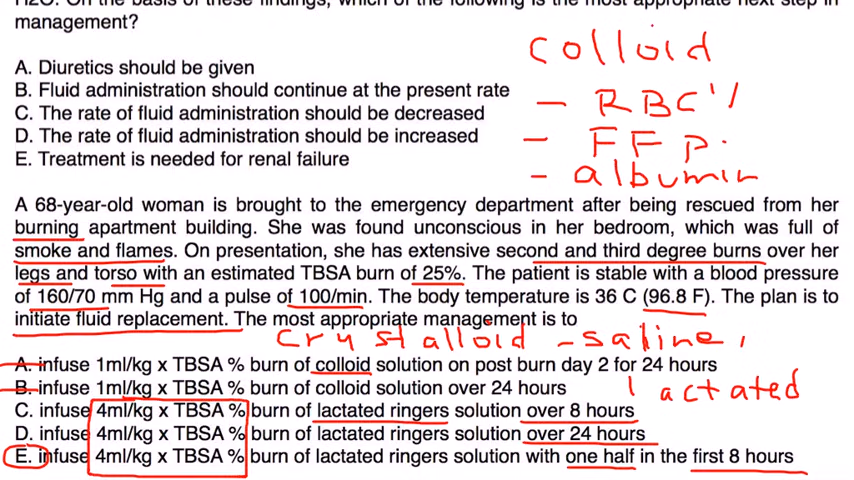 H2O. On the basis of these findings, which of the following is the most appropriate next step in
management?
colloid
A. Diuretics should be given
B. Fluid administration should continue at the present rate
C. The rate of fluid administration should be decreased
D. The rate of fluid administration should be increased
E. Treatment is needed for renal failure
- RBC's
- FFP.
- albumin
A 68-year-old woman is brought to the emergency department after being rescued from her
burning apartment building. She was found unconscious in her bedroom, which was full of
smoke and flames. On presentation, she has extensive second and third degree burns over her
legs and torso with an estimated TBSA burn of 25%. The patient is stable with a blood pressure
of 160/70 mm Hg and a pulse of 100/min. The body temperature is 36 C (96.8 F). The plan is to
initiate fluid replacement. The most appropriate management is to
crystalloid - saline,
lactated
A. infuse 1ml/kg x TBSA % burn of colloid solution on post burn day 2 for 24 hours
B. infuse 1ml/kg x TBSA % burn of colloid solution over 24 hours
C. infuse 4ml/kg x TBSA % burn of lactated ringers solution over 8 hours
D. infuse 4ml/kg x TBSA % burn of lactated ringers solution over 24 hours
E. infuse 4ml/kg x TBSA % burn of lactated ringers solution with one half in the first 8 hours